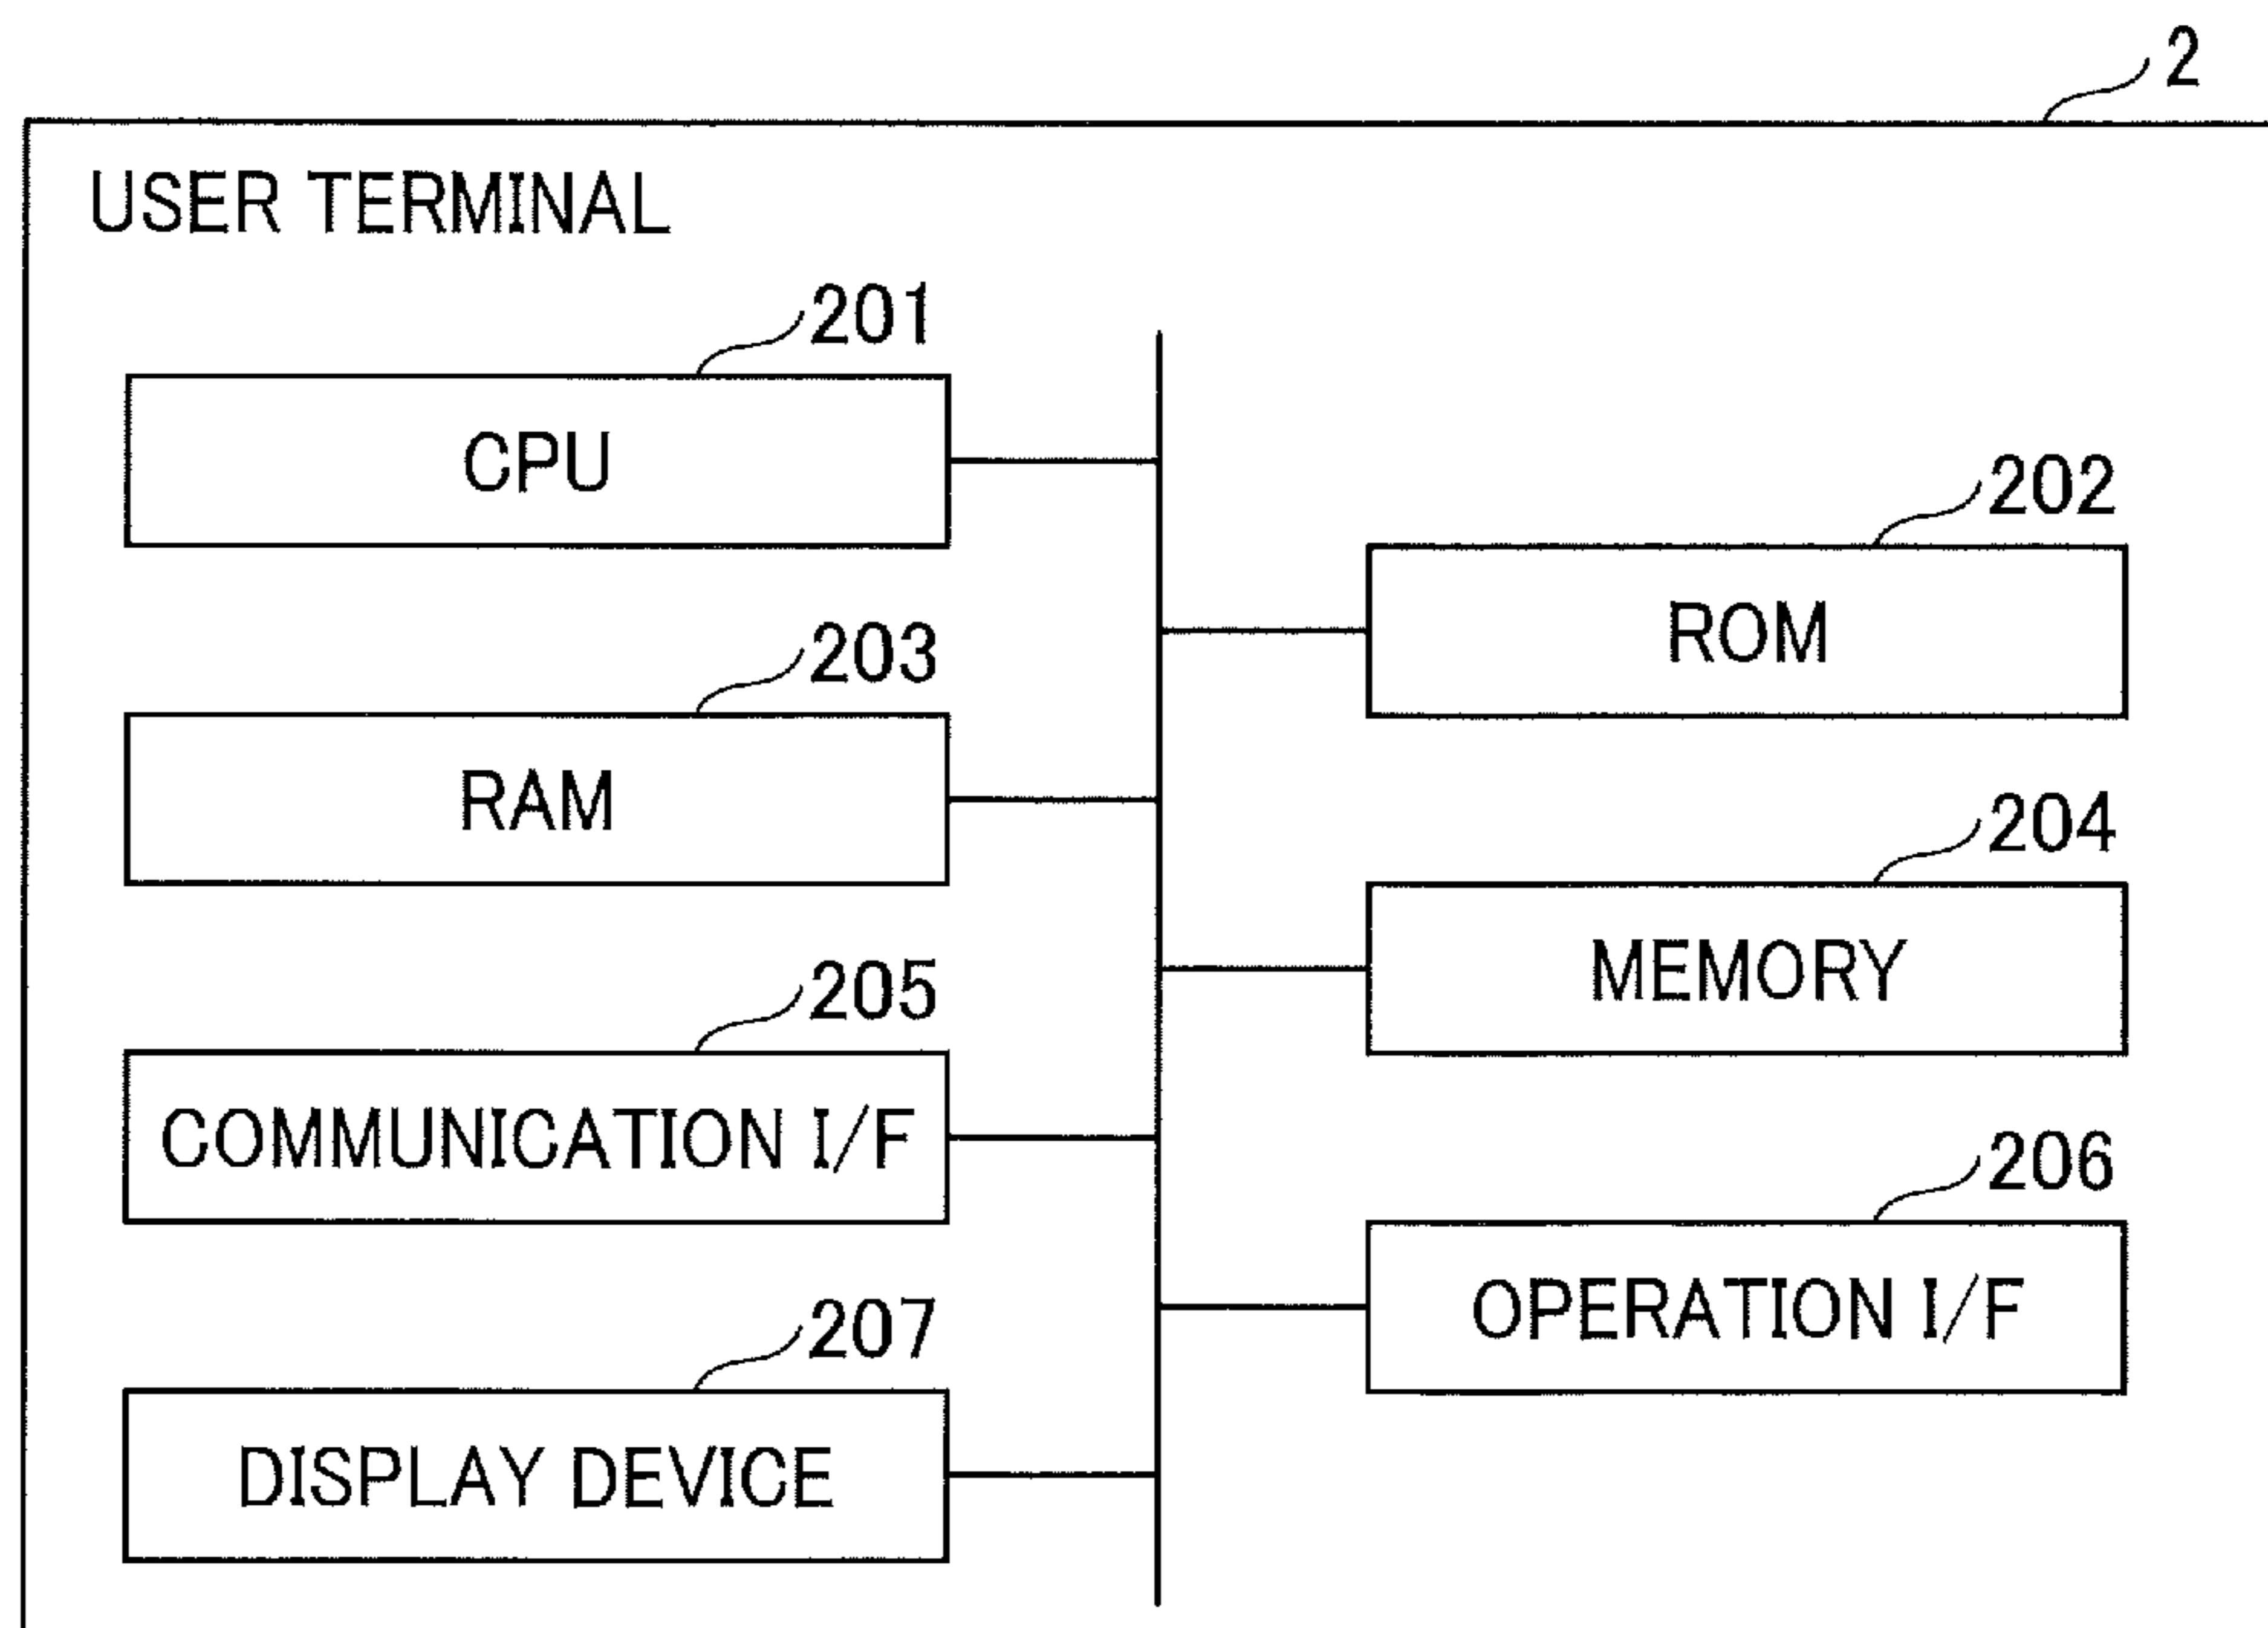 2
USER TERMINAL
201
CPU
202
ROM
203
RAM
204
MEMORY
205
COMMUNICATION I/F
206
OPERATION I/F
207
DISPLAY DEVICE